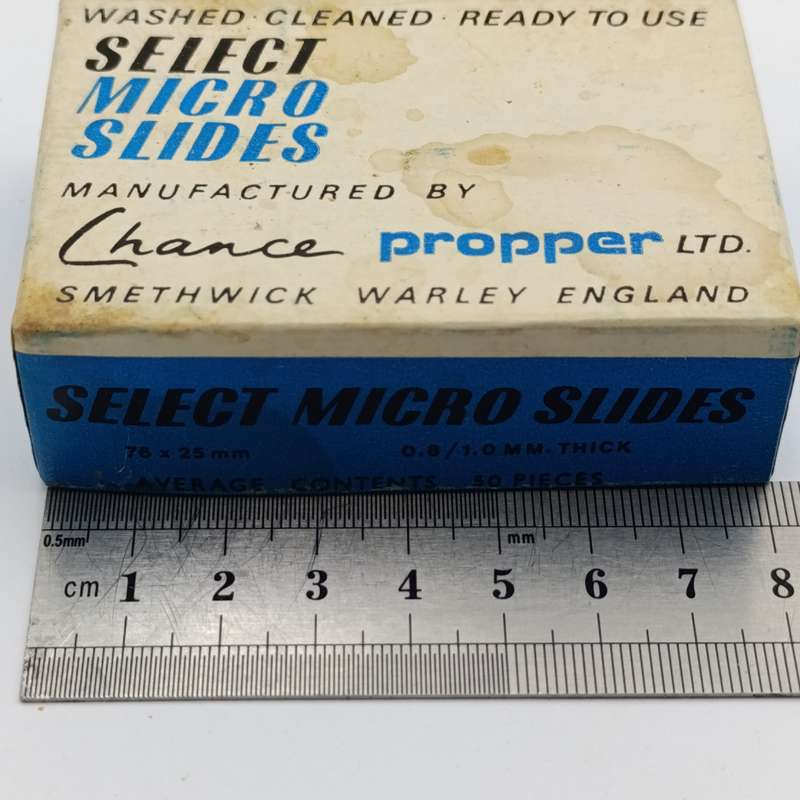 WASHED · CLEANED · READY TO USE
SELECT
MICRO
SLIDES
MANUFACTURED BY
Chance propper LTD.
SMETHWICK WARLEY ENGLAND
SELECT MICRO SLIDES
76 x 25 mm 0.8/1.0 MM. THICK
AVERAGE CONTENTS 50 PIECES
0.5mm mm
cm 1 2 3 4 5 6 7 8